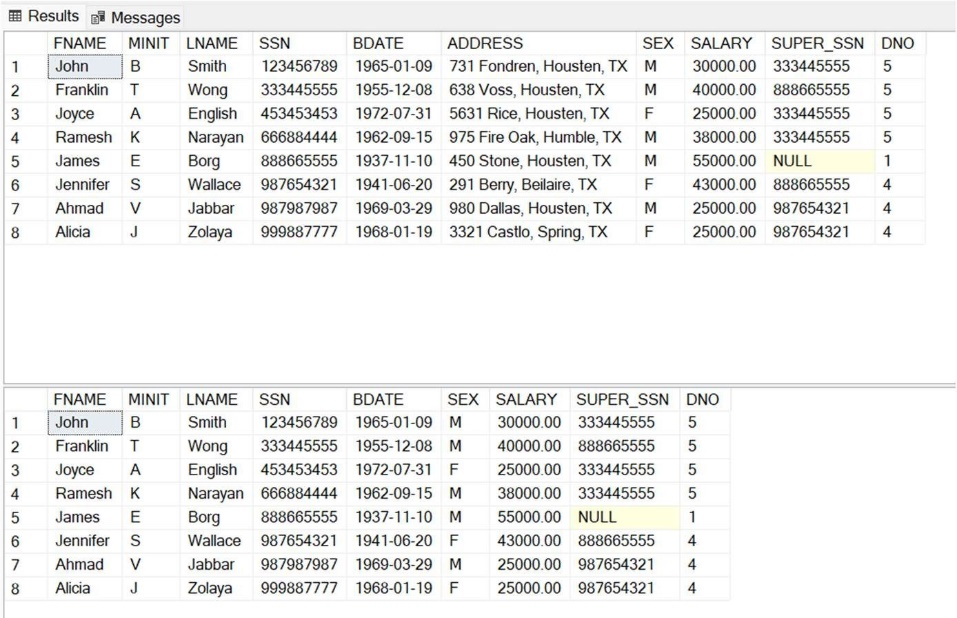 Results Messages
FNAME MINIT LNAME SSN BDATE ADDRESS SEX SALARY SUPER_SSN DNO
1 John B Smith 123456789 1965-01-09 731 Fondren, Housten, TX M 30000.00 333445555 5
2 Franklin T Wong 333445555 1955-12-08 638 Voss, Housten, TX M 40000.00 888665555 5
3 Joyce A English 453453453 1972-07-31 5631 Rice, Housten, TX F 25000.00 333445555 5
4 Ramesh K Narayan 666884444 1962-09-15 975 Fire Oak, Humble, TX M 38000.00 333445555 5
5 James E Borg 888665555 1937-11-10 450 Stone, Housten, TX M 55000.00 NULL 1
6 Jennifer S Wallace 987654321 1941-06-20 291 Berry, Beilaire, TX F 43000.00 888665555 4
7 Ahmad V Jabbar 987987987 1969-03-29 980 Dallas, Housten, TX M 25000.00 987654321 4
8 Alicia J Zolaya 999887777 1968-01-19 3321 Castlo, Spring, TX F 25000.00 987654321 4
FNAME MINIT LNAME SSN BDATE SEX SALARY SUPER_SSN DNO
1 John B Smith 123456789 1965-01-09 M 30000.00 333445555 5
2 Franklin T Wong 333445555 1955-12-08 M 40000.00 888665555 5
3 Joyce A English 453453453 1972-07-31 F 25000.00 333445555 5
4 Ramesh K Narayan 666884444 1962-09-15 M 38000.00 333445555 5
5 James E Borg 888665555 1937-11-10 M 55000.00 NULL 1
6 Jennifer S Wallace 987654321 1941-06-20 F 43000.00 888665555 4
7 Ahmad V Jabbar 987987987 1969-03-29 M 25000.00 987654321 4
8 Alicia J Zolaya 999887777 1968-01-19 F 25000.00 987654321 4